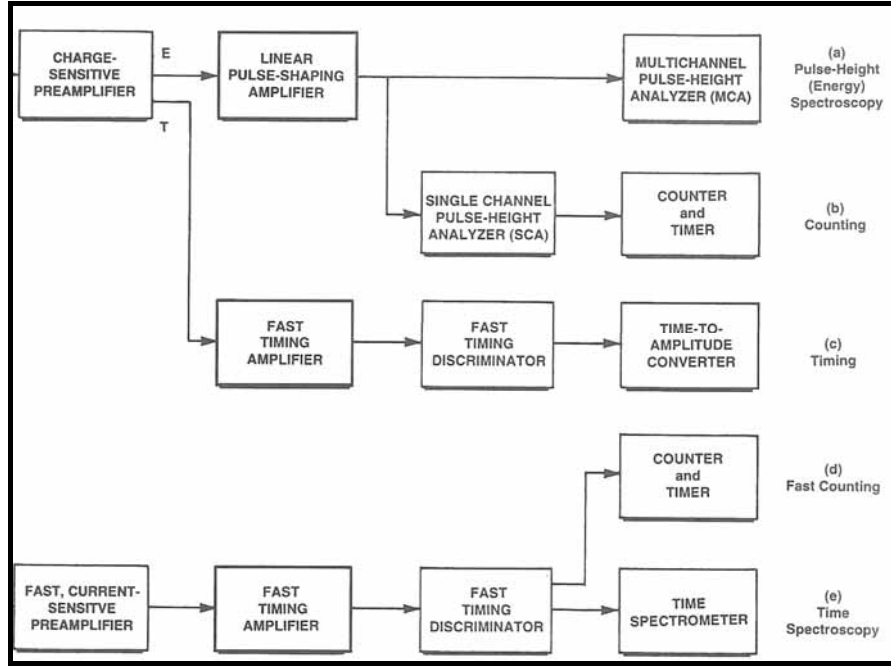 CHARGE-
SENSITIVE
PREAMPLIFIER
E
T
LINEAR
PULSE-SHAPING
AMPLIFIER
MULTICHANNEL
PULSE-HEIGHT
ANALYZER (MCA)
(a)
Pulse-Height
(Energy)
Spectroscopy
SINGLE CHANNEL
PULSE-HEIGHT
ANALYZER (SCA)
COUNTER
and
TIMER
(b)
Counting
FAST
TIMING
AMPLIFIER
FAST
TIMING
DISCRIMINATOR
TIME-TO-
AMPLITUDE
CONVERTER
(c)
Timing
COUNTER
and
TIMER
(d)
Fast Counting
FAST, CURRENT-
SENSITVE
PREAMPLIFIER
FAST
TIMING
AMPLIFIER
FAST
TIMING
DISCRIMINATOR
TIME
SPECTROMETER
(e)
Time
Spectroscopy